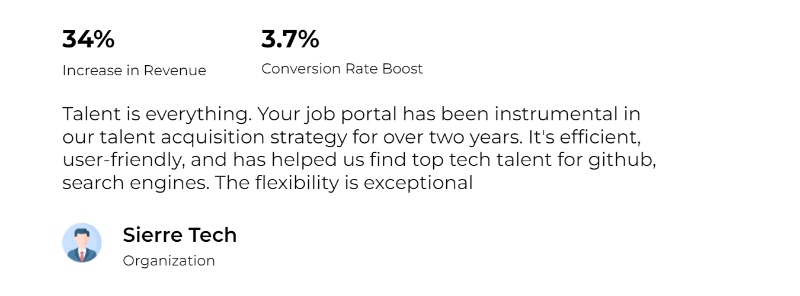 34%
3.7%
Increase in Revenue
Conversion Rate Boost
Talent is everything. Your job portal has been instrumental in
our talent acquisition strategy for over two years. It's efficient,
user-friendly, and has helped us find top tech talent for github,
search engines. The flexibility is exceptional
Sierre Tech
Organization